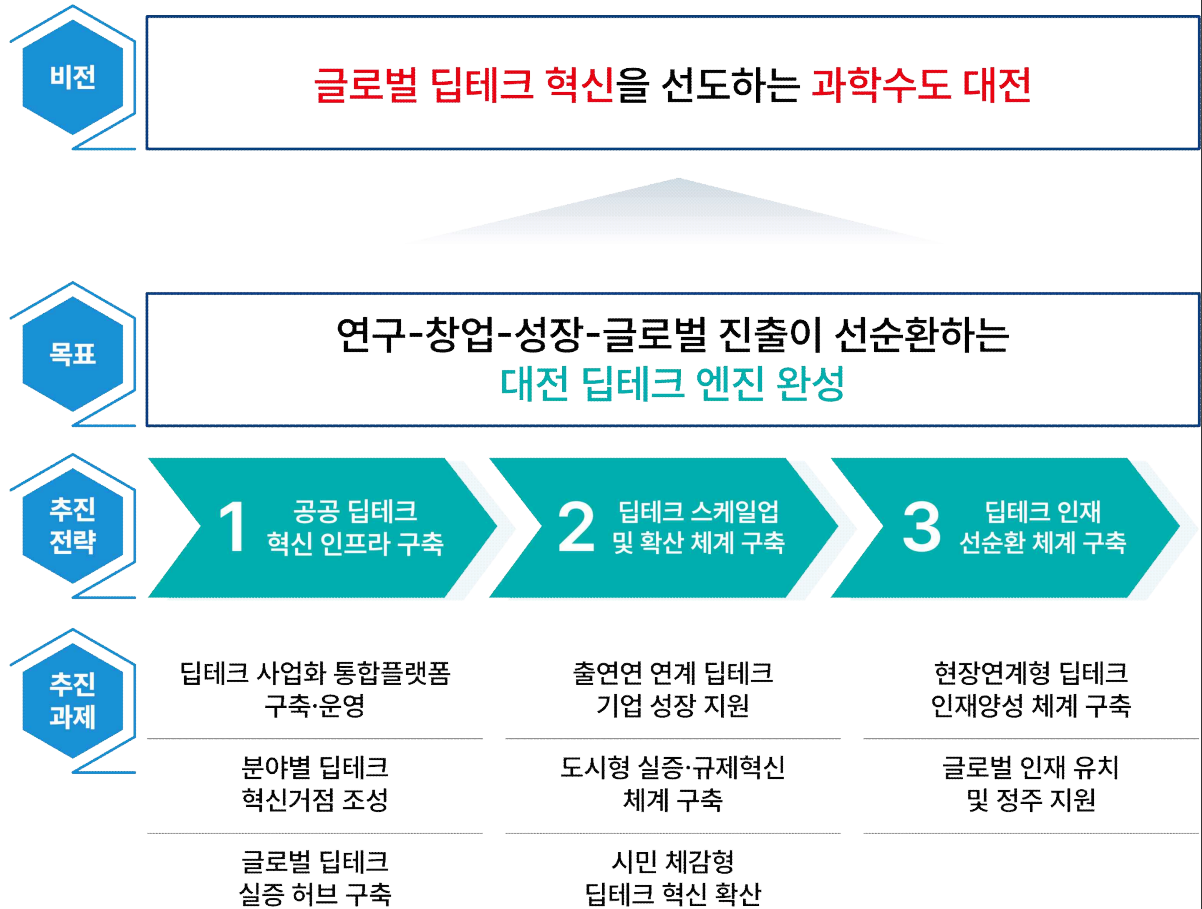 비전
글로벌 딥테크 혁신을 선도하는 과학수도 대전
목표
연구-창업-성장-글로벌 진출이 선순환하는
대전 딥테크 엔진 완성
추진
전략
1
공공 딥테크
혁신 인프라 구축
2
딥테크 스케일업
및 확산 체계 구축
3
딥테크 인재
선순환 체계 구축
추진
과제
딥테크 사업화 통합플랫폼
구축·운영
출연연 연계 딥테크
기업 성장 지원
현장연계형 딥테크
인재양성 체계 구축
분야별 딥테크
혁신거점 조성
도시형 실증·규제혁신
체계 구축
글로벌 인재 유치
및 정주 지원
글로벌 딥테크
실증 허브 구축
시민 체감형
딥테크 혁신 확산